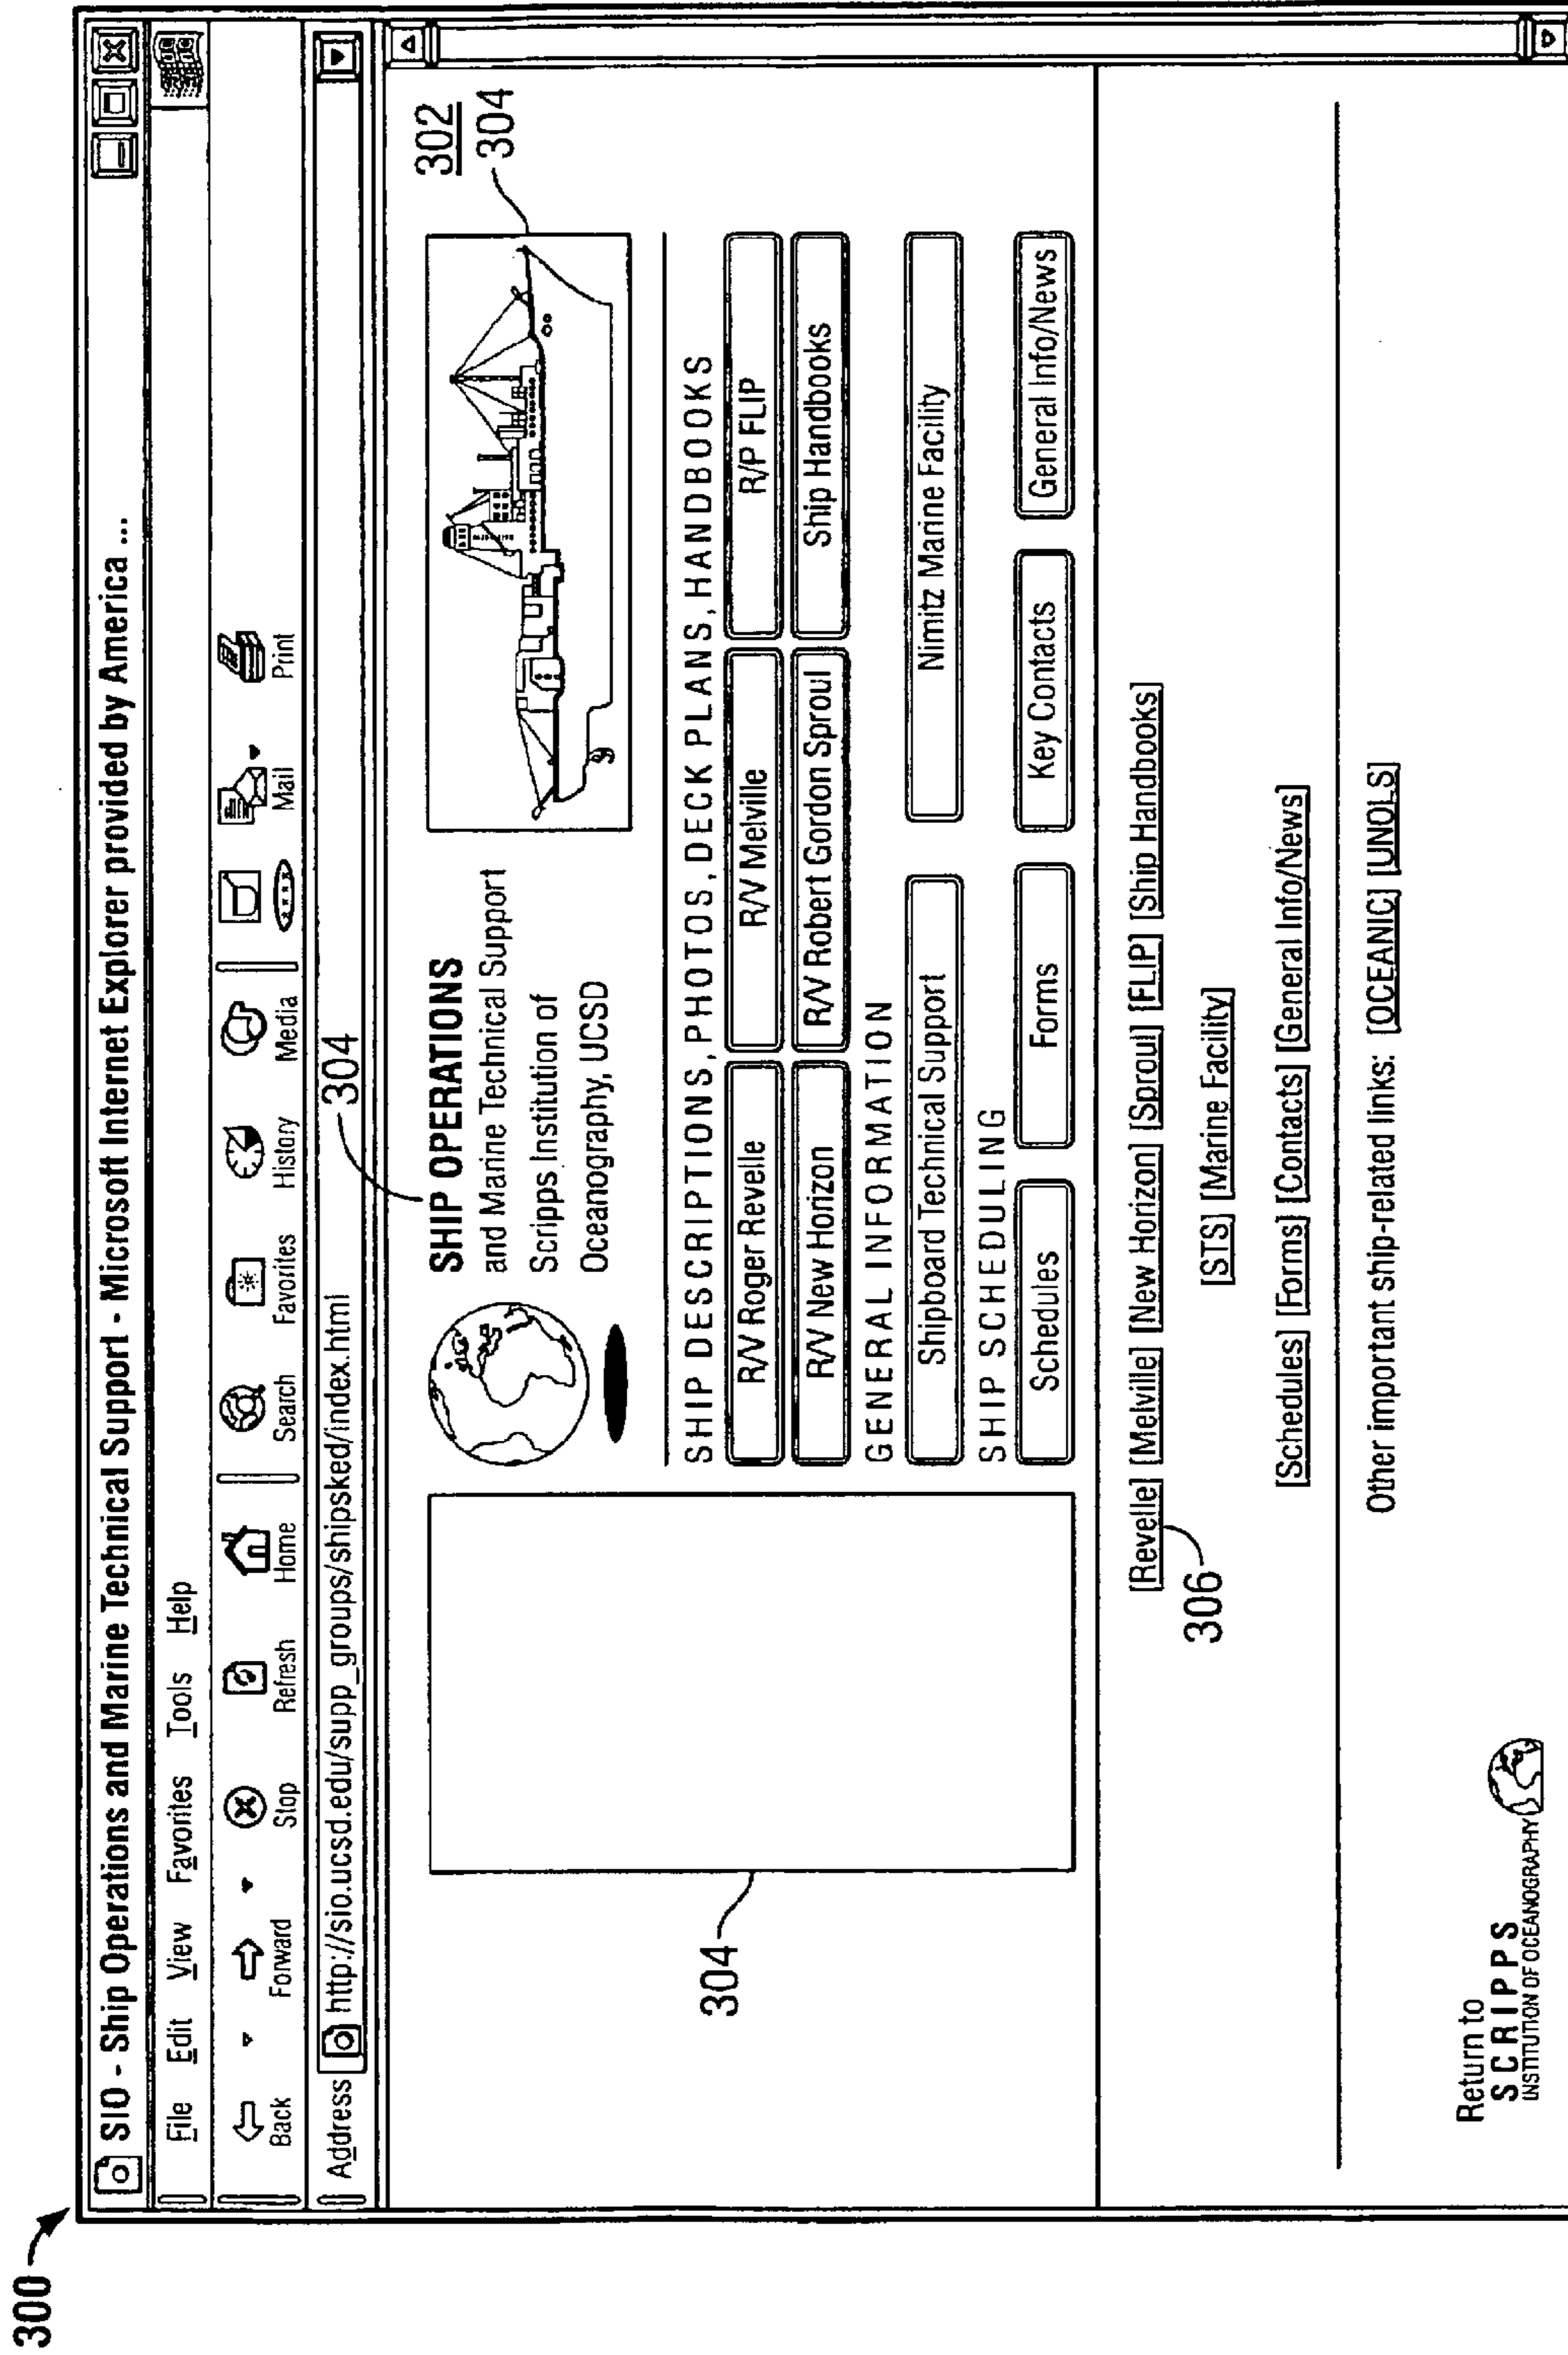 300
SIO - Ship Operations and Marine Technical Support - Microsoft Internet Explorer provided by America ...
File Edit View Favorites Tools Help
Back Forward Stop Refresh Home Search Favorites History Media Mail Print
Address http://sio.ucsd.edu/supp_groups/shipsked/index.html
304
302
304
SHIP OPERATIONS
and Marine Technical Support
Scripps Institution of
Oceanography, UCSD
304
SHIP DESCRIPTIONS, PHOTOS, DECK PLANS, HANDBOOKS
R/V Roger Revelle R/V Melville R/P FLIP
R/V New Horizon R/V Robert Gordon Sproul Ship Handbooks
GENERAL INFORMATION
Shipboard Technical Support Nimitz Marine Facility
SHIP SCHEDULING
Schedules Forms Key Contacts General Info/News
[Revelle] [Melville] [New Horizon] [Sproul] [FLIP] [Ship Handbooks]
306
[STS] [Marine Facility]
[Schedules] [Forms] [Contacts] [General Info/News]
Other important ship-related links: [OCEANIC] [UNOLS]
Return to
SCRIPPS
INSTITUTION OF OCEANOGRAPHY